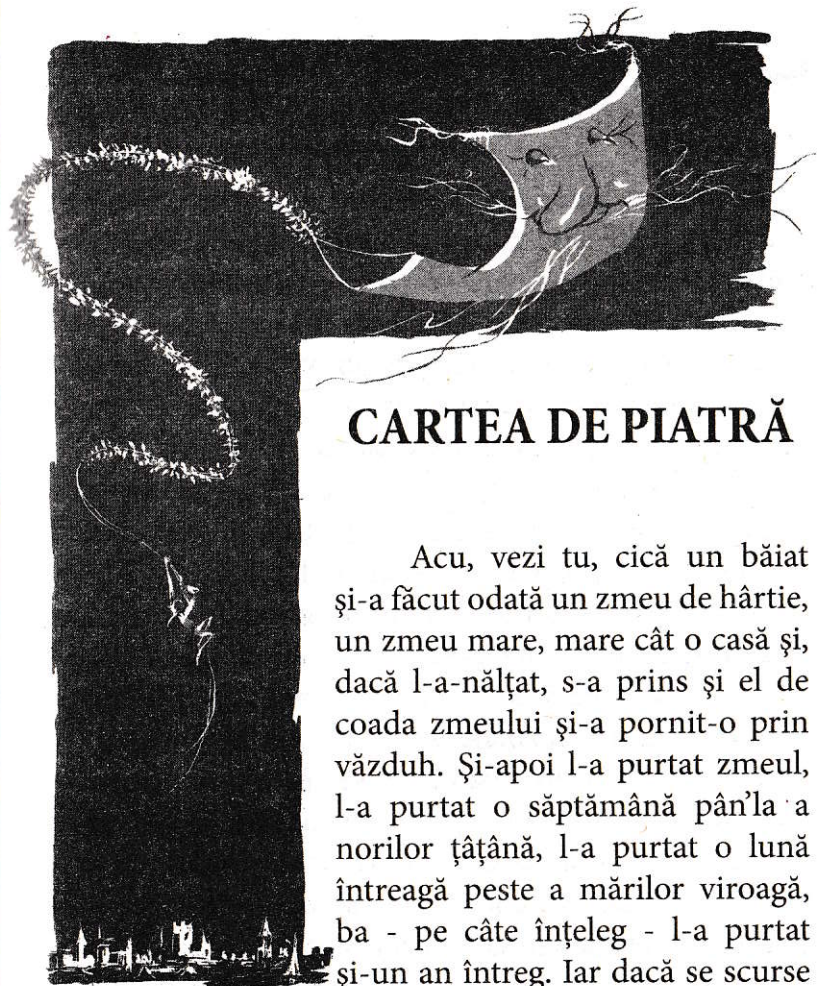 CARTEA DE PIATRĂ
Acu, vezi tu, cică un băiat
şi-a făcut odată un zmeu de hârtie,
un zmeu mare, mare cât o casă şi,
dacă l-a-nălţat, s-a prins şi el de
coada zmeului şi-a pornit-o prin
văzduh. Şi-apoi l-a purtat zmeul,
l-a purtat o săptămână pân’la a
norilor ţâţână, l-a purtat o lună
întreagă peste a mărilor viroagă,
ba - pe câte înţeleg - l-a purtat
şi-un an întreg. Iar dacă se scurse